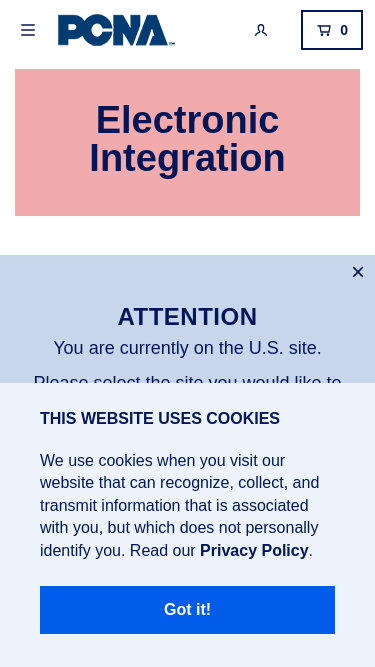 PCNA
0
Electronic
Integration
ATTENTION
You are currently on the U.S. site.
Please select the site you would like to
THIS WEBSITE USES COOKIES
We use cookies when you visit our
website that can recognize, collect, and
transmit information that is associated
with you, but which does not personally
identify you. Read our Privacy Policy.
Got it!